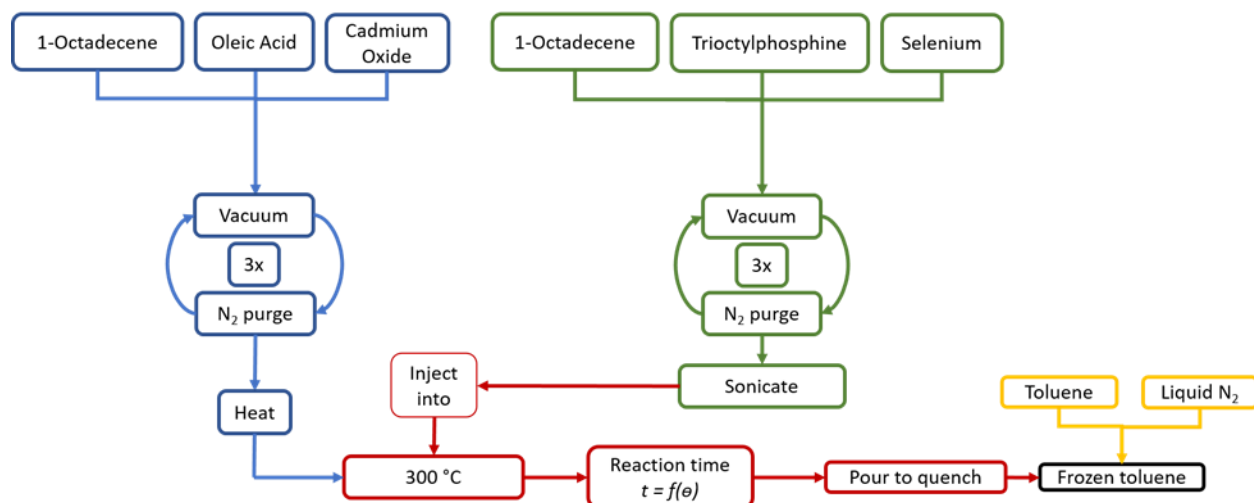 1-Octadecene
Oleic Acid
Cadmium
Oxide
1-Octadecene
Trioctylphosphine
Selenium
Vacuum
3x
N₂ purge
Vacuum
3x
N₂ purge
Heat
Inject
into
Sonicate
Toluene
Liquid N₂
300 °C
Reaction time
t = f(ɵ)
Pour to quench
Frozen toluene